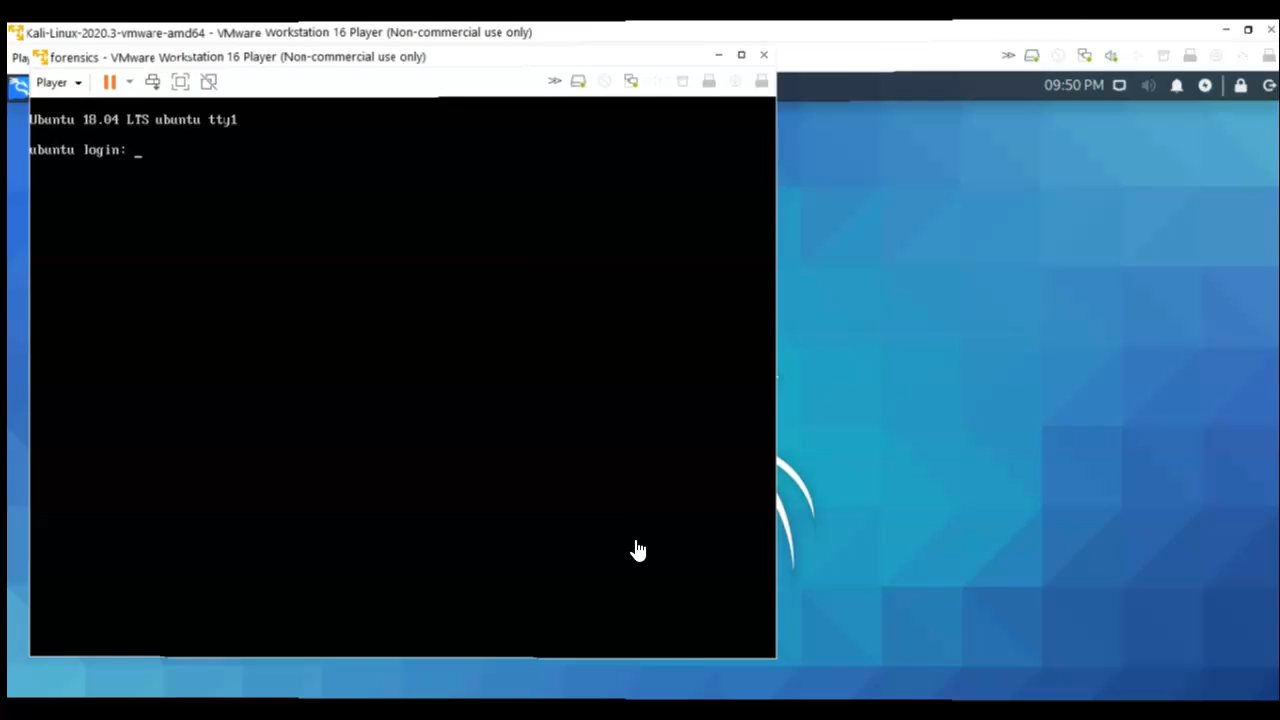 Kali-Linux-2020.3-vmware-amd64 - VMware Workstation 16 Player (Non-commercial use only)
Pla
forensics - VMware Workstation 16 Player (Non-commercial use only)
Player
09:50 PM
Ubuntu 18.04 LTS ubuntu tty1
ubuntu login: _